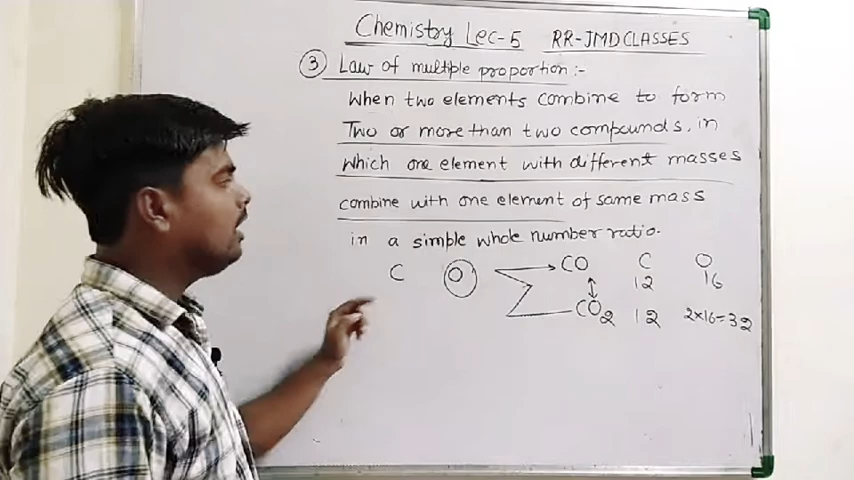 Chemistry Lec-5 RR-JMDCLASSES
③ Law of multiple proportion :-
When two elements combine to form
Two or more than two compounds, in
which one element with different masses
combine with one element of same mass
in a simple whole number ratio.
C O CO C O
12 16
CO2 12 2×16=32